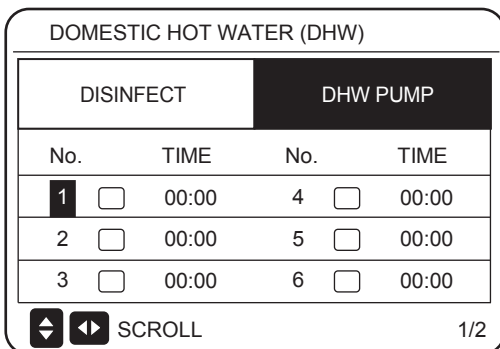 DOMESTIC HOT WATER (DHW)
DISINFECT DHW PUMP
No. TIME No. TIME
1 00:00 4 00:00
2 00:00 5 00:00
3 00:00 6 00:00
SCROLL 1/2